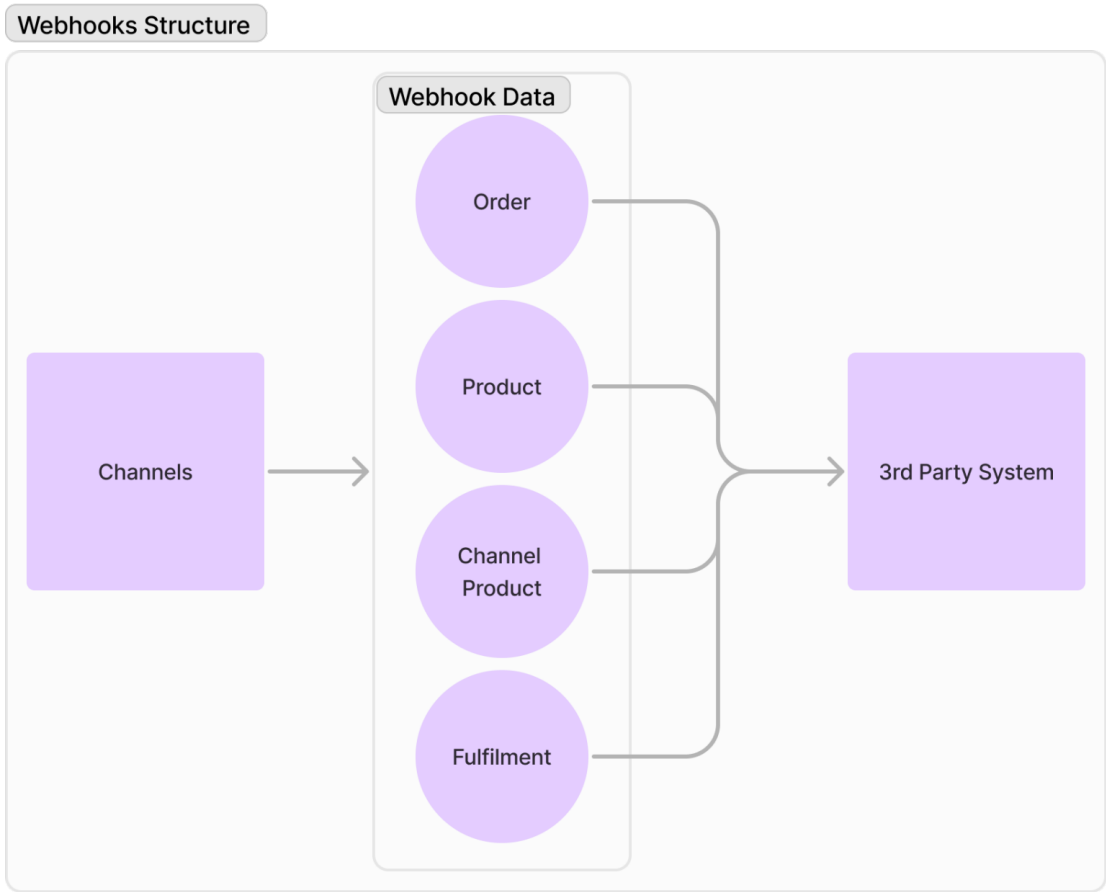 Webhooks Structure
Webhook Data
Order
Product
Channels
3rd Party System
Channel
Product
Fulfilment